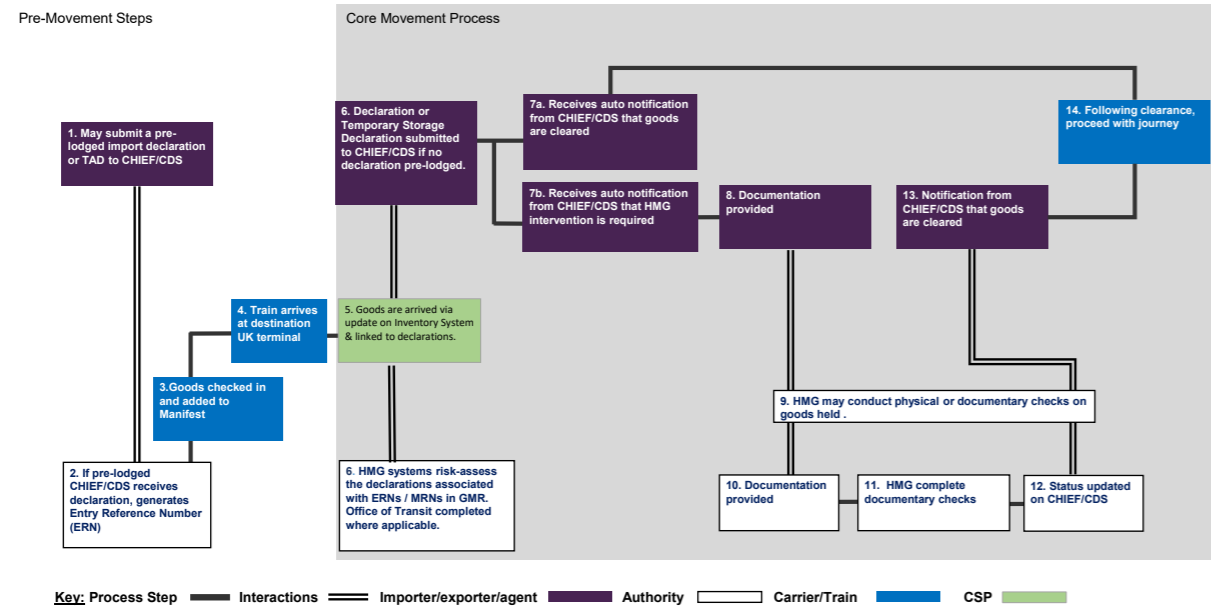 Pre-Movement Steps
Core Movement Process
1. May submit a pre-
lodged import declaration
or TAD to CHIEF/CDS
6. Declaration or
Temporary Storage
Declaration submitted
to CHIEF/CDS if no
declaration pre-lodged.
7a. Receives auto notification
from CHIEF/CDS that goods
are cleared
14. Following clearance,
proceed with journey
7b. Receives auto notification
from CHIEF/CDS that HMG
intervention is required
8. Documentation
provided
13. Notification from
CHIEF/CDS that goods
are cleared
4. Train arrives
at destination
UK terminal
5. Goods are arrived via
update on Inventory System
& linked to declarations.
3.Goods checked in
and added to
Manifest
9. HMG may conduct physical or documentary checks on
goods held .
2. If pre-lodged
CHIEF/CDS receives
declaration, generates
Entry Reference Number
(ERN)
6. HMG systems risk-assess
the declarations associated
with ERNs / MRNs in GMR.
Office of Transit completed
where applicable.
10. Documentation
provided
11. HMG complete
documentary checks
12. Status updated
on CHIEF/CDS
Key: Process Step Interactions Importer/exporter/agent Authority Carrier/Train CSP